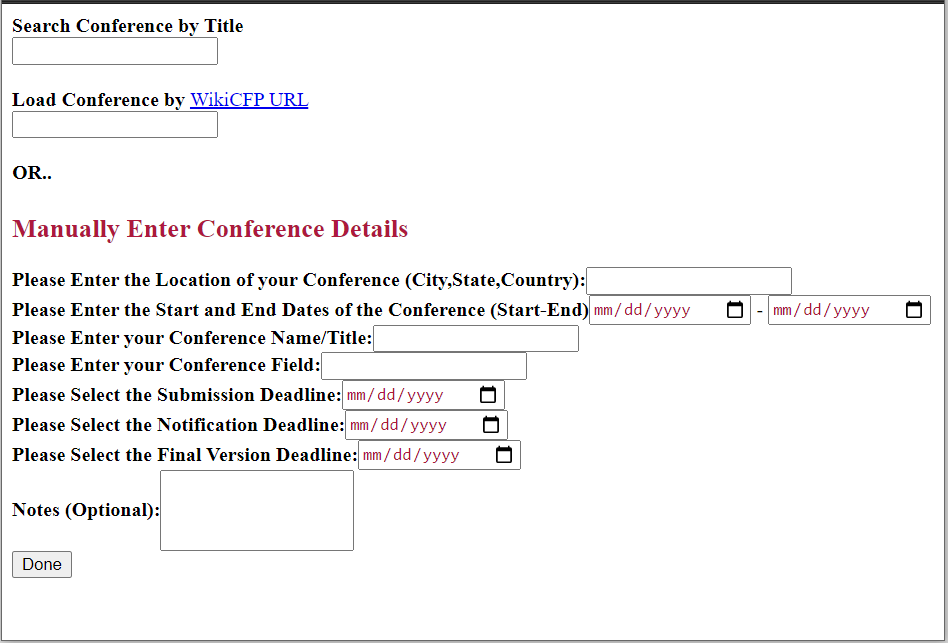 Search Conference by Title
Load Conference by WikiCFP URL
OR..
Manually Enter Conference Details
Please Enter the Location of your Conference (City,State,Country):
Please Enter the Start and End Dates of the Conference (Start-End) mm/dd/yyyy - mm/dd/yyyy
Please Enter your Conference Name/Title:
Please Enter your Conference Field:
Please Select the Submission Deadline: mm/dd/yyyy
Please Select the Notification Deadline: mm/dd/yyyy
Please Select the Final Version Deadline: mm/dd/yyyy
Notes (Optional):
Done